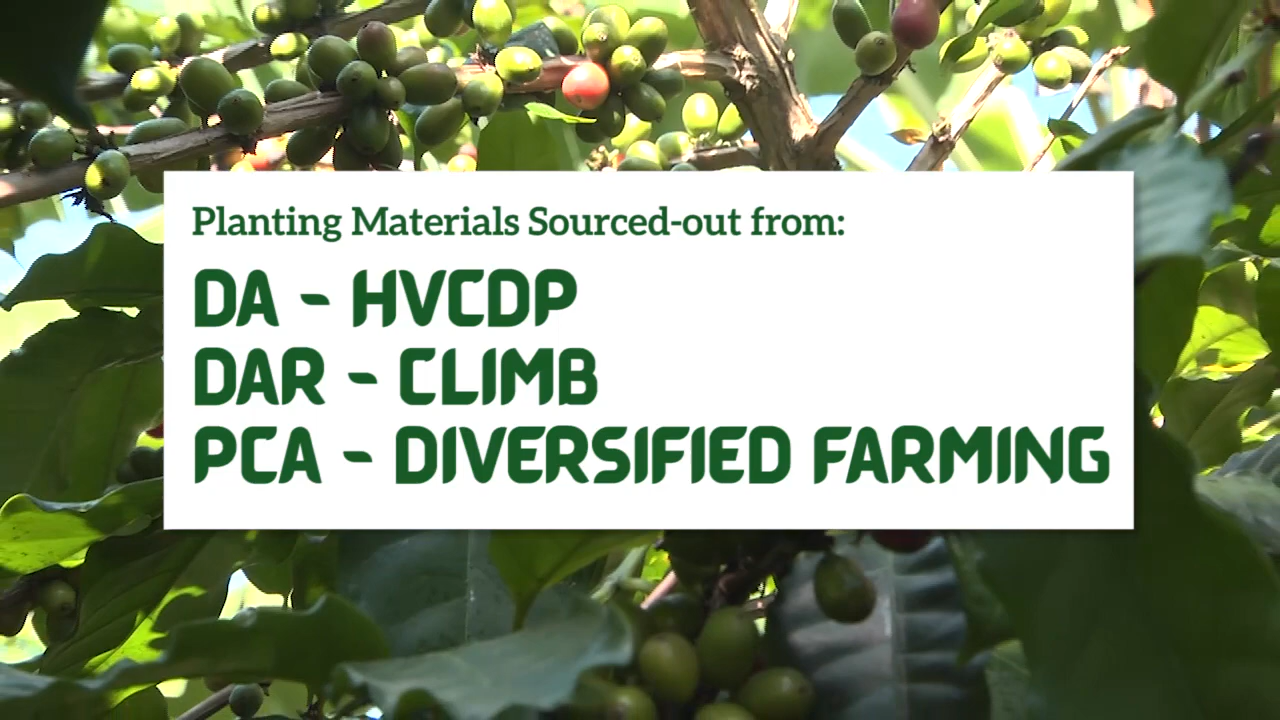 Planting Materials Sourced-out from:
DA - HVCDP
DAR - CLIMB
PCA - DIVERSIFIED FARMING